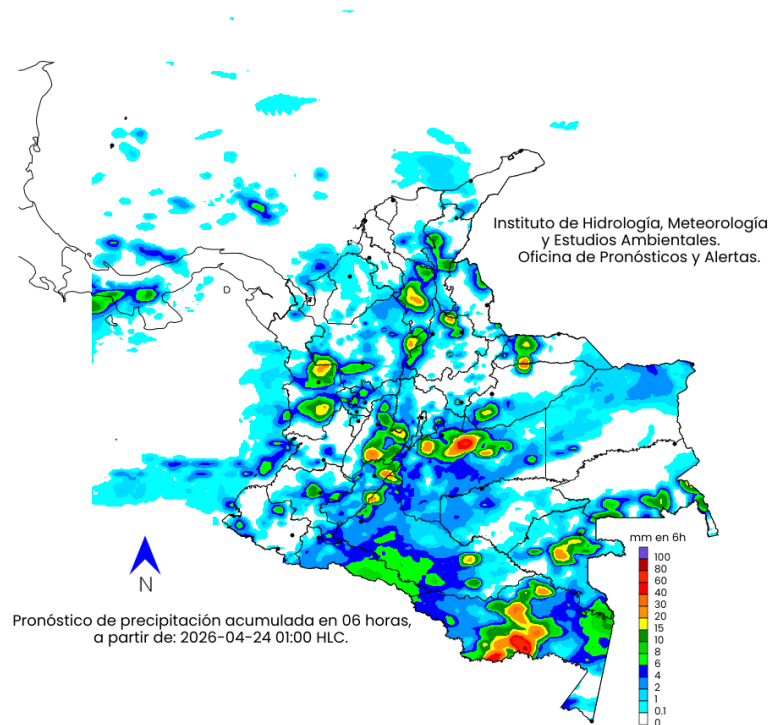 Instituto de Hidrología, Meteorología
y Estudios Ambientales.
Oficina de Pronósticos y Alertas.
mm en 6h
100
80
60
40
30
20
15
10
8
6
4
2
1
0.1
0
N
Pronóstico de precipitación acumulada en 06 horas,
a partir de: 2026-04-24 01:00 HLC.